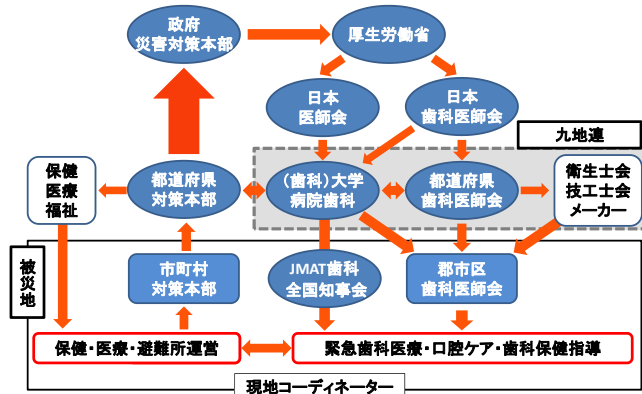 政府
災害対策本部
厚生労働省
日本
医師会
日本
歯科医師会
九地連
保健
医療
福祉
都道府県
対策本部
(歯科)大学
病院歯科
都道府県
歯科医師会
衛生士会
技工士会
メーカー
被災地
市町村
対策本部
JMAT歯科
全国知事会
郡市区
歯科医師会
保健・医療・避難所運営
緊急歯科医療・口腔ケア・歯科保健指導
現地コーディネーター